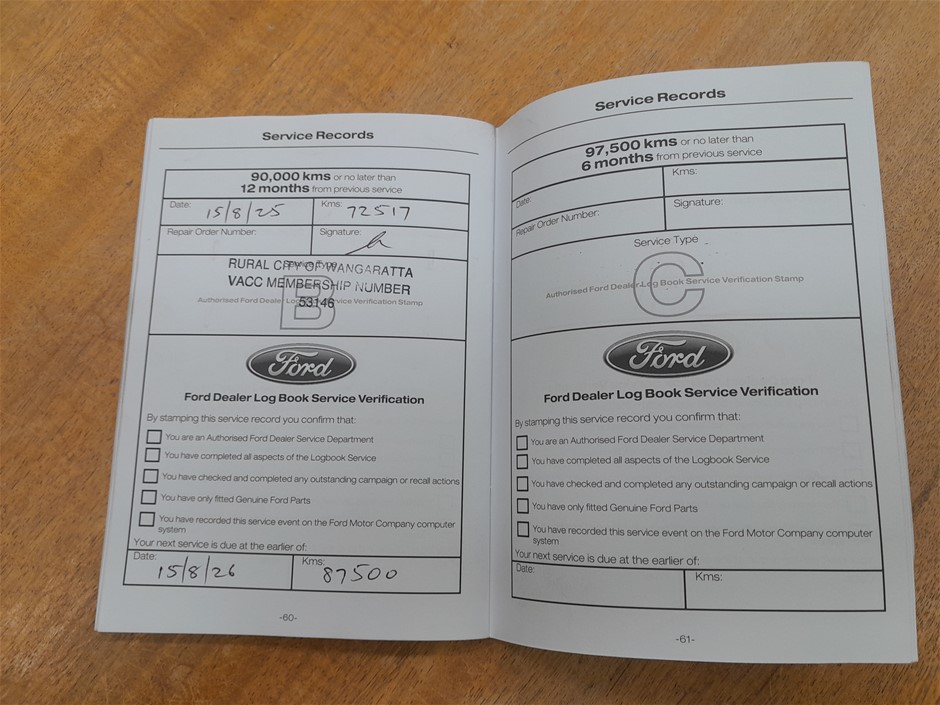 Service Records
90,000 kms or no later than
12 months from previous service
Date: 15/8/25 Kms: 72517
Repair Order Number: Signature:
Service Type
RURAL CITY OF WANGARATTA
VACC MEMBERSHIP NUMBER
53146
Authorised Ford Dealer Log Book Service Verification Stamp
B
Ford
Ford Dealer Log Book Service Verification
By stamping this service record you confirm that:
You are an Authorised Ford Dealer Service Department
You have completed all aspects of the Logbook Service
You have checked and completed any outstanding campaign or recall actions
You have only fitted Genuine Ford Parts
You have recorded this service event on the Ford Motor Company computer
system
Your next service is due at the earlier of:
Date: 15/8/26 Kms: 87500
-60-
Service Records
97,500 kms or no later than
6 months from previous service
Date: Kms:
Repair Order Number: Signature:
Service Type
C
Authorised Ford Dealer Log Book Service Verification Stamp
Ford
Ford Dealer Log Book Service Verification
By stamping this service record you confirm that:
You are an Authorised Ford Dealer Service Department
You have completed all aspects of the Logbook Service
You have checked and completed any outstanding campaign or recall actions
You have only fitted Genuine Ford Parts
You have recorded this service event on the Ford Motor Company computer
system
Your next service is due at the earlier of:
Date: Kms:
-61-